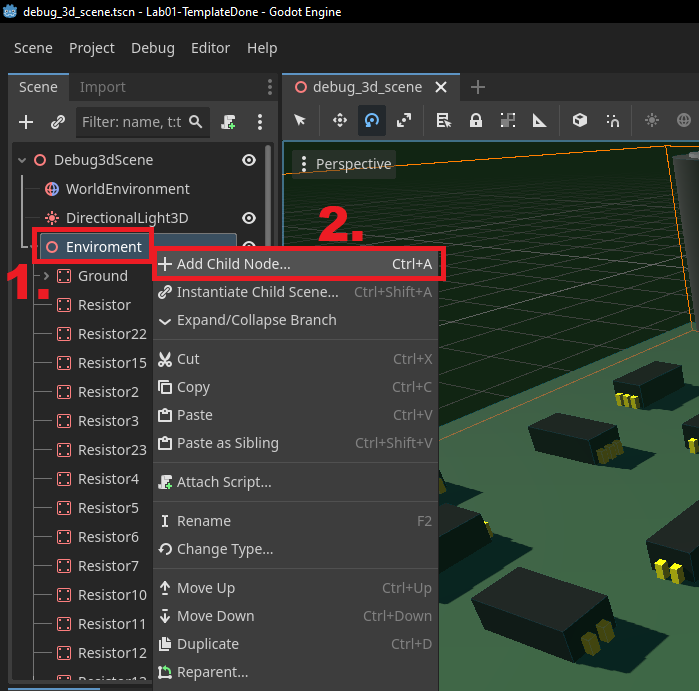 debug_3d_scene.tscn - Lab01-TemplateDone - Godot Engine
Scene Project Debug Editor Help
Scene Import
debug_3d_scene
Filter: name, t:t
Perspective
Debug3dScene
WorldEnvironment
DirectionalLight3D
2.
Enviroment
1.
Add Child Node... Ctrl+A
Ground
Instantiate Child Scene... Ctrl+Shift+A
Resistor
Expand/Collapse Branch
Resistor22
Cut Ctrl+X
Resistor15
Copy Ctrl+C
Resistor2
Paste Ctrl+V
Resistor3
Paste as Sibling Ctrl+Shift+V
Resistor23
Resistor4
Attach Script...
Resistor5
Rename F2
Resistor6
Change Type...
Resistor7
Move Up Ctrl+Up
Resistor10
Move Down Ctrl+Down
Resistor11
Duplicate Ctrl+D
Resistor12
Reparent...